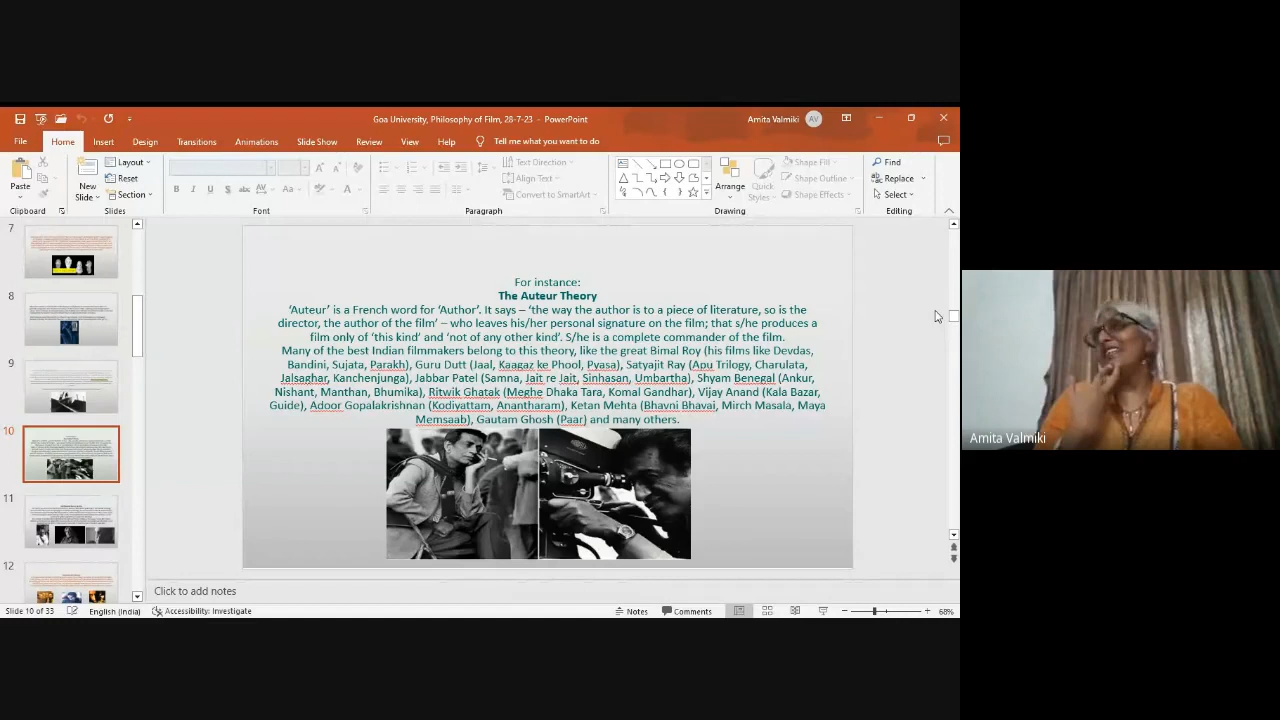 Goa University, Philosophy of Film, 28-7-23 – PowerPoint
Amita Valmiki
AV
File
Home
Insert
Design
Transitions
Animations
Slide Show
Review
View
Help
Tell me what you want to do
Paste
Clipboard
New
Slide
Layout
Reset
Section
Slides
B I U S abc AV Aa A
Font
Text Direction
Align Text
Convert to SmartArt
Paragraph
Arrange
Quick
Styles
Shape Fill
Shape Outline
Shape Effects
Drawing
Find
Replace
Select
Editing
7
8
9
10
11
12
For instance:
The Auteur Theory
‘Auteur’ is a French word for ‘Author’. It says – ‘the way the author is to a piece of literature, so is the
director, the author of the film’ – who leaves his/her personal signature on the film; that s/he produces a
film only of ‘this kind’ and ‘not of any other kind’. S/he is a complete commander of the film.
Many of the best Indian filmmakers belong to this theory, like the great Bimal Roy (his films like Devdas,
Bandini, Sujata, Parakh), Guru Dutt (Jaal, Kaagaz ke Phool, Pyasa), Satyajit Ray (Apu Trilogy, Charulata,
Jalsaghar, Kanchenjunga), Jabbar Patel (Samna, Jait re Jait, Sinhasan, Umbartha), Shyam Benegal (Ankur,
Nishant, Manthan, Bhumika), Ritwik Ghatak (Meghe Dhaka Tara, Komal Gandhar), Vijay Anand (Kala Bazar,
Guide), Adoor Gopalakrishnan (Kodiyattam, Anantharam), Ketan Mehta (Bhavni Bhavai, Mirch Masala, Maya
Memsaab), Gautam Ghosh (Paar) and many others.
Click to add notes
Slide 10 of 33
English (India)
Accessibility: Investigate
Notes
Comments
68%
Amita Valmiki